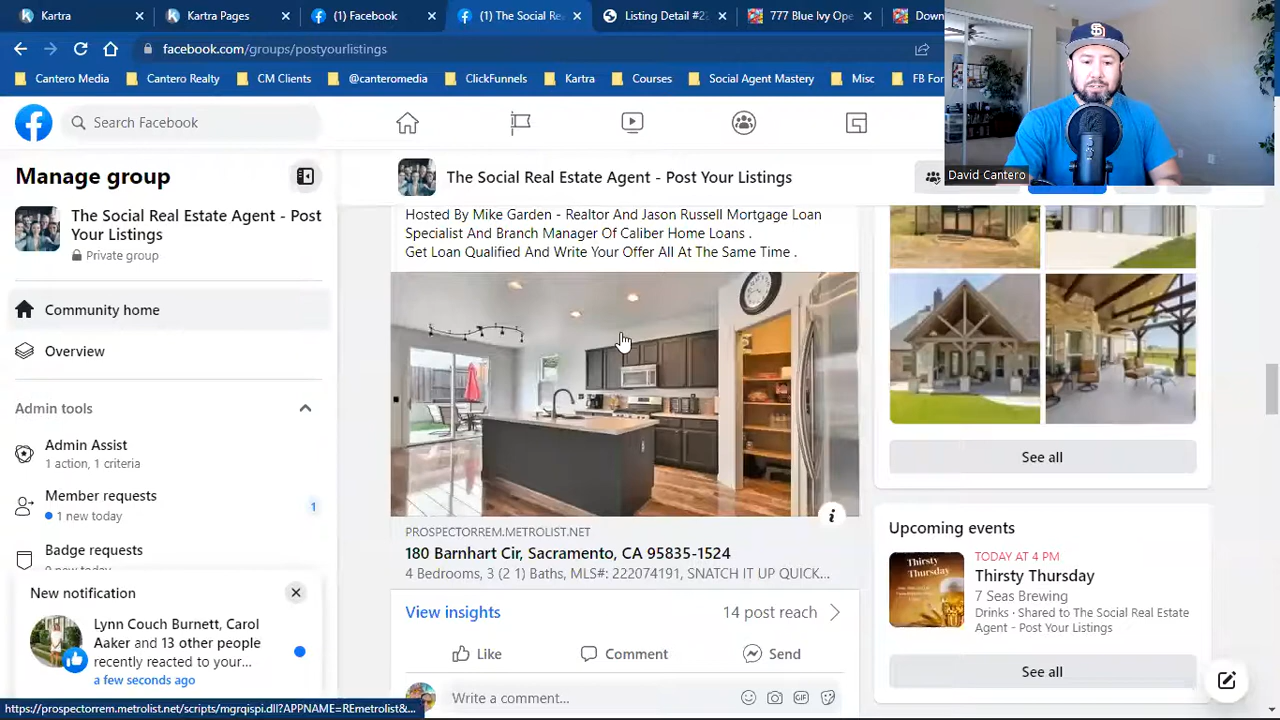 Kartra
Kartra Pages
(1) Facebook
(1) The Social Re
Listing Detail #2
777 Blue Ivy Ope
Down
facebook.com/groups/postyourlistings
Cantero Media
Cantero Realty
CM Clients
@canteromedia
ClickFunnels
Kartra
Courses
Social Agent Mastery
Misc
FB For
Search Facebook
David Cantero
Manage group
The Social Real Estate Agent - Post Your Listings
The Social Real Estate Agent - Post
Your Listings
Private group
Community home
Overview
Admin tools
Admin Assist
1 action, 1 criteria
Member requests
1
1 new today
Badge requests
New notification
Lynn Couch Burnett, Carol
Aaker and 13 other people
recently reacted to your...
a few seconds ago
https://prospectorrem.metrolist.net/scripts/mgrqispi.dll?APPNAME=REmetrolist&...
Hosted By Mike Garden - Realtor And Jason Russell Mortgage Loan
Specialist And Branch Manager Of Caliber Home Loans .
Get Loan Qualified And Write Your Offer All At The Same Time .
PROSPECTORREM.METROLIST.NET
180 Barnhart Cir, Sacramento, CA 95835-1524
4 Bedrooms, 3 (2 1) Baths, MLS#: 222074191, SNATCH IT UP QUICK...
View insights
14 post reach
Like
Comment
Send
Write a comment...
GIF
See all
Upcoming events
Thirsty
Thursday
TODAY AT 4 PM
Thirsty Thursday
7 Seas Brewing
Drinks · Shared to The Social Real Estate
Agent - Post Your Listings
See all